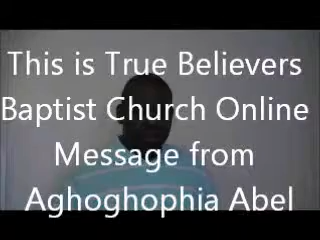 This is True Believers
Baptist Church Online
Message from
Aghoghophia Abel